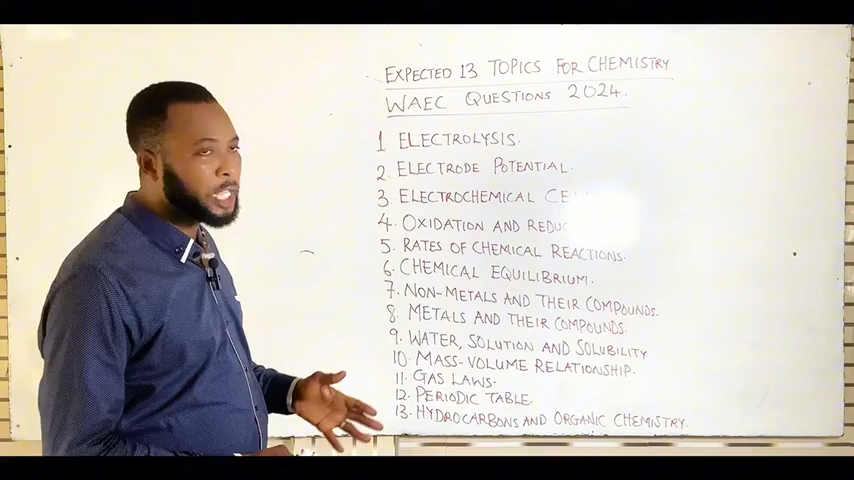 EXPECTED 13 TOPICS FOR CHEMISTRY
WAEC QUESTIONS 2024.
1 ELECTROLYSIS.
2. ELECTRODE POTENTIAL.
3. ELECTROCHEMICAL
4. OXIDATION AND
5. RATES OF CHEMICAL REACTIONS.
6. CHEMICAL EQUILIBRIUM.
7. NON-METALS AND THEIR COMPOUNDS.
8. METALS AND THEIR COMPOUNDS.
9. WATER, SOLUTION AND SOLUBILITY
10. MASS-VOLUME RELATIONSHIP.
11. GAS LAWS.
12. PERIODIC TABLE.
13. HYDROCARBONS AND ORGANIC CHEMISTRY.